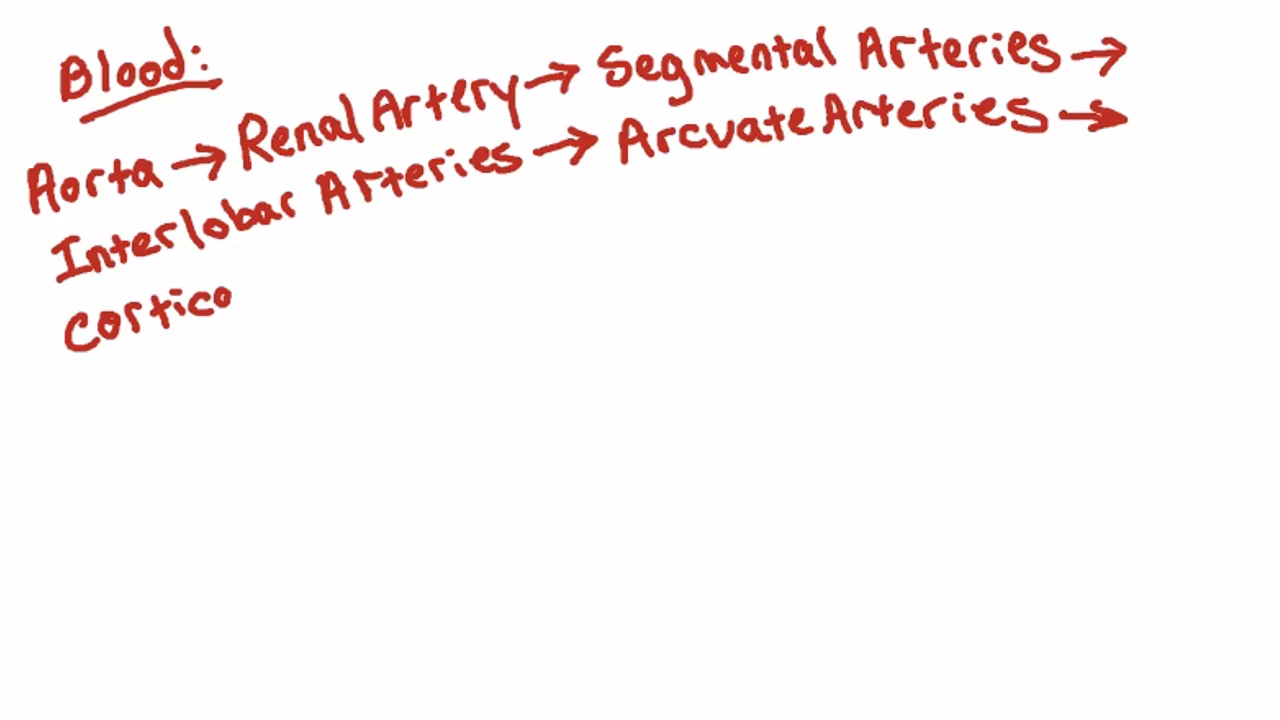 Blood:
Aorta → Renal Artery → Segmental Arteries →
Interlobar Arteries → Arcuate Arteries →
Cortico